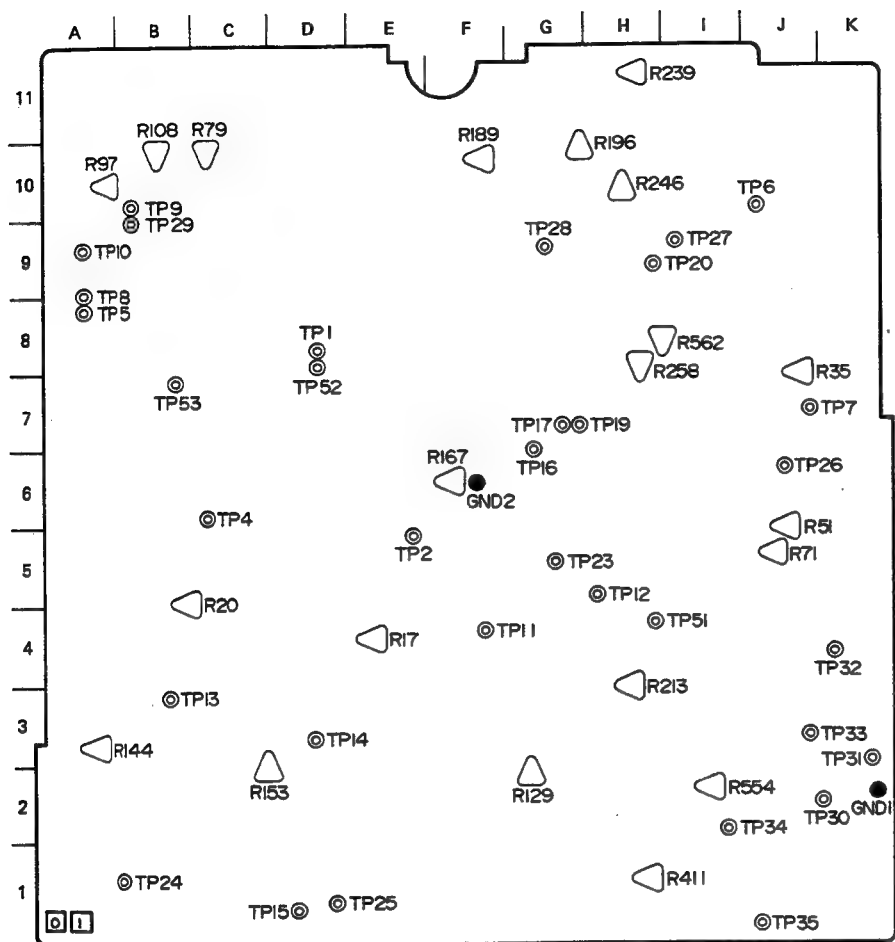 A B C D E F G H I J K
11
R239
R108 R79
R189
R196
R97
10
R246
TP6
TP9
TP29
TP28
TP27
TP10
9
TP20
TP8
TP5
TP1
8
R562
TP52
R258
R35
TP53
7
TP17
TP19
TP7
TP16
R167
TP26
6
GND2
TP4
R51
TP2
R71
5
TP23
TP12
R20
TP51
TP11
R17
4
TP32
R213
TP13
3
TP14
TP33
R144
TP31
R153
R129
R554
2
TP30
GND1
TP34
TP24
R411
1
TP15
TP25
0 1
TP35